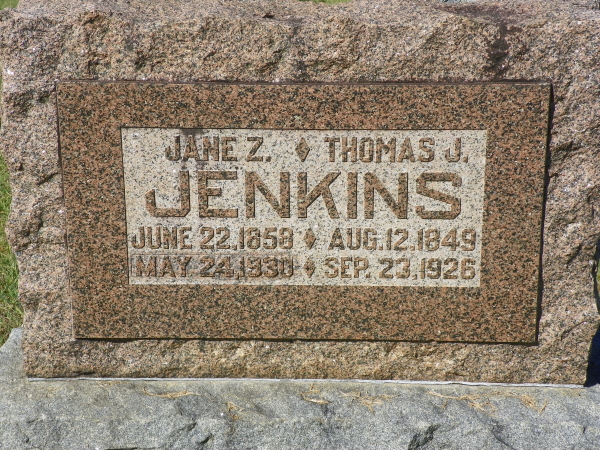 JANE Z. ♦ THOMAS J.
JENKINS
JUNE 22, 1858 ♦ AUG. 12, 1849
MAY 24, 1930 ♦ SEP. 23, 1926